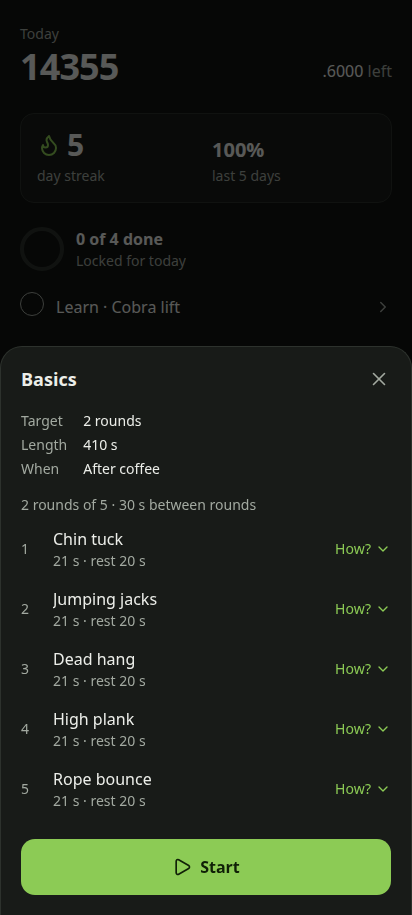 Today
14355
.6000 left
5
day streak
100%
last 5 days
0 of 4 done
Locked for today
Learn · Cobra lift
Basics
Target 2 rounds
Length 410 s
When After coffee
2 rounds of 5 · 30 s between rounds
1 Chin tuck How?
21 s · rest 20 s
2 Jumping jacks How?
21 s · rest 20 s
3 Dead hang How?
21 s · rest 20 s
4 High plank How?
21 s · rest 20 s
5 Rope bounce How?
21 s · rest 20 s
Start